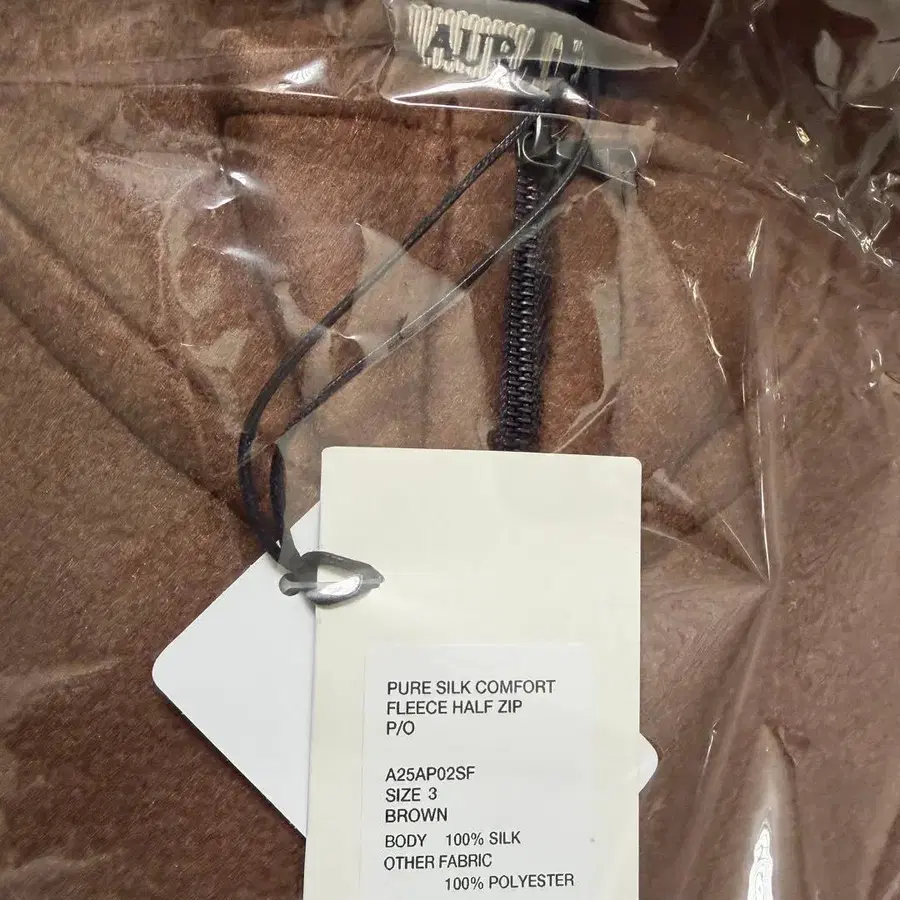 PURE SILK COMFORT
FLEECE HALF ZIP
P/O
A25AP02SF
SIZE 3
BROWN
BODY 100% SILK
OTHER FABRIC
100% POLYESTER